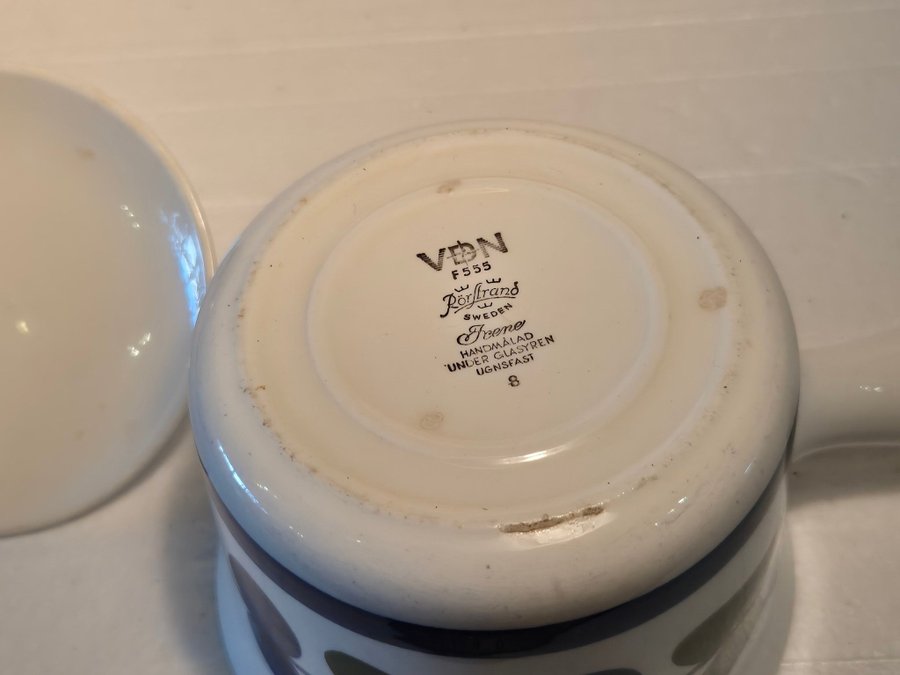 VDN
F555
Rörstrand
SWEDEN
Irene
HANDMÅLAD
UNDER GLASYREN
UGNSFAST
8